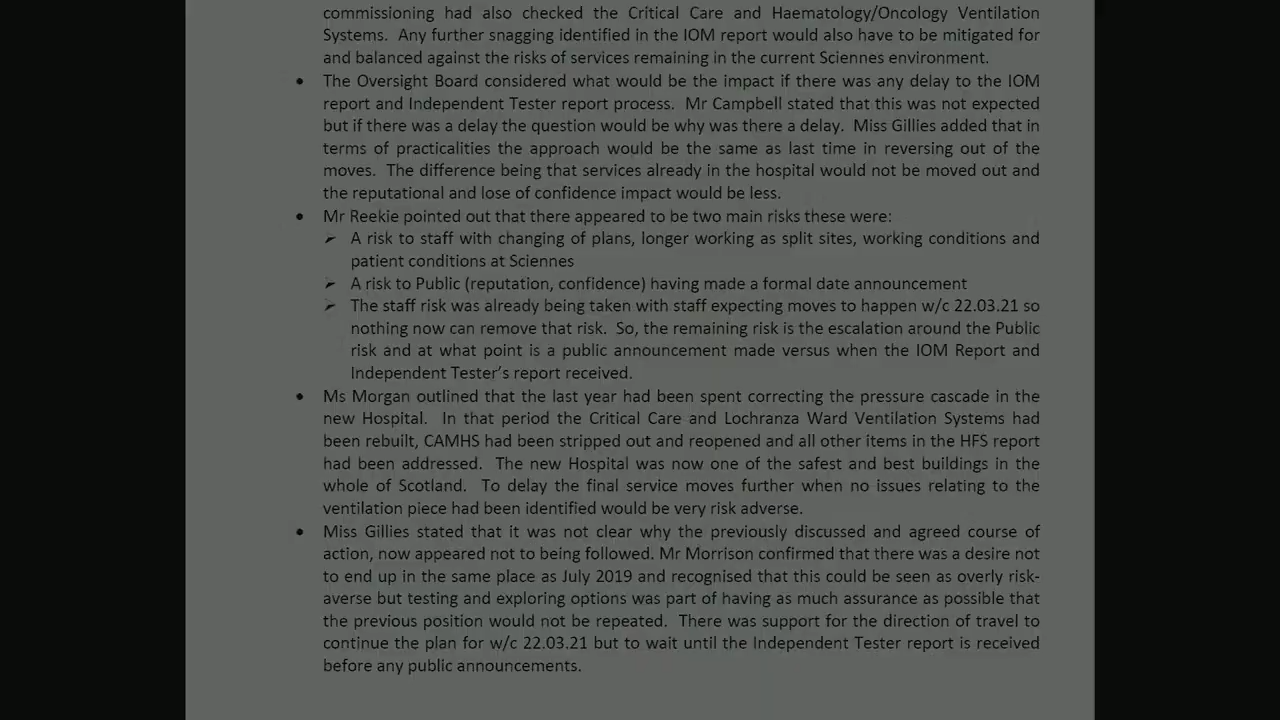 commissioning had also checked the Critical Care and Haematology/Oncology Ventilation
Systems. Any further snagging identified in the IOM report would also have to be mitigated for
and balanced against the risks of services remaining in the current Sciennes environment.
• The Oversight Board considered what would be the impact if there was any delay to the IOM
report and Independent Tester report process. Mr Campbell stated that this was not expected
but if there was a delay the question would be why was there a delay. Miss Gillies added that in
terms of practicalities the approach would be the same as last time in reversing out of the
moves. The difference being that services already in the hospital would not be moved out and
the reputational and lose of confidence impact would be less.
• Mr Reekie pointed out that there appeared to be two main risks these were:
➢ A risk to staff with changing of plans, longer working as split sites, working conditions and
patient conditions at Sciennes
➢ A risk to Public (reputation, confidence) having made a formal date announcement
➢ The staff risk was already being taken with staff expecting moves to happen w/c 22.03.21 so
nothing now can remove that risk. So, the remaining risk is the escalation around the Public
risk and at what point is a public announcement made versus when the IOM Report and
Independent Tester’s report received.
• Ms Morgan outlined that the last year had been spent correcting the pressure cascade in the
new Hospital. In that period the Critical Care and Lochranza Ward Ventilation Systems had
been rebuilt, CAMHS had been stripped out and reopened and all other items in the HFS report
had been addressed. The new Hospital was now one of the safest and best buildings in the
whole of Scotland. To delay the final service moves further when no issues relating to the
ventilation piece had been identified would be very risk adverse.
• Miss Gillies stated that it was not clear why the previously discussed and agreed course of
action, now appeared not to being followed. Mr Morrison confirmed that there was a desire not
to end up in the same place as July 2019 and recognised that this could be seen as overly risk-
averse but testing and exploring options was part of having as much assurance as possible that
the previous position would not be repeated. There was support for the direction of travel to
continue the plan for w/c 22.03.21 but to wait until the Independent Tester report is received
before any public announcements.